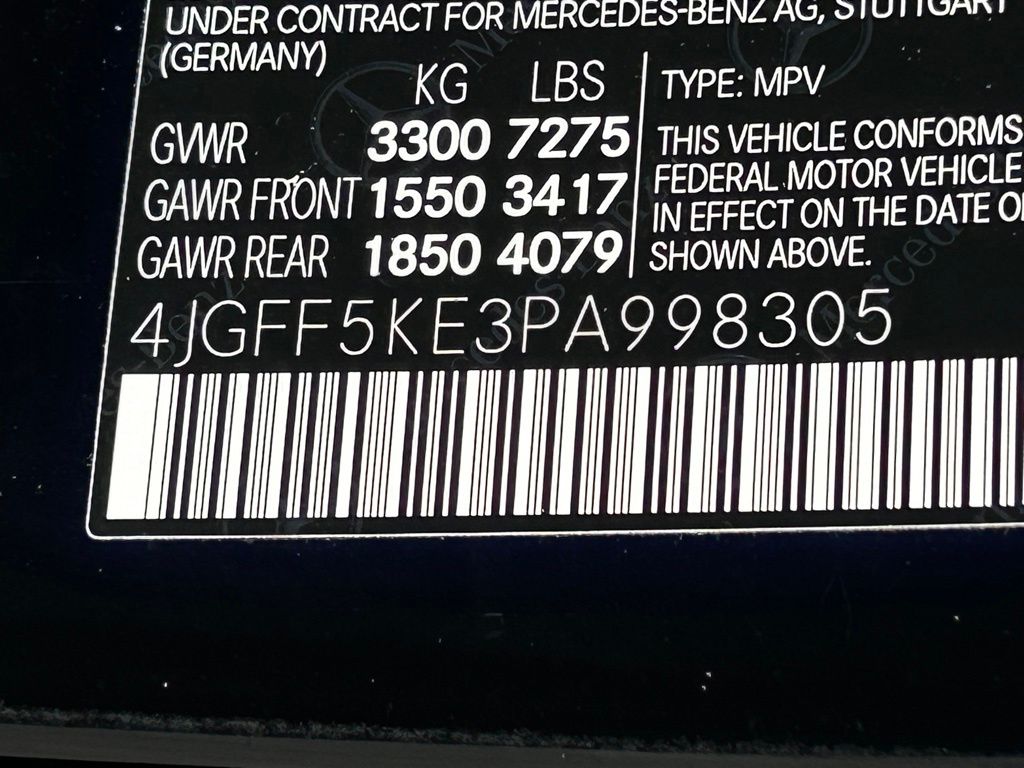 UNDER CONTRACT FOR MERCEDES-BENZ AG, STUTTGART
(GERMANY)
KG LBS
GVWR 3300 7275
GAWR FRONT 1550 3417
GAWR REAR 1850 4079
TYPE: MPV
THIS VEHICLE CONFORMS
FEDERAL MOTOR VEHICLE
IN EFFECT ON THE DATE
SHOWN ABOVE.
4JGFF5KE3PA998305